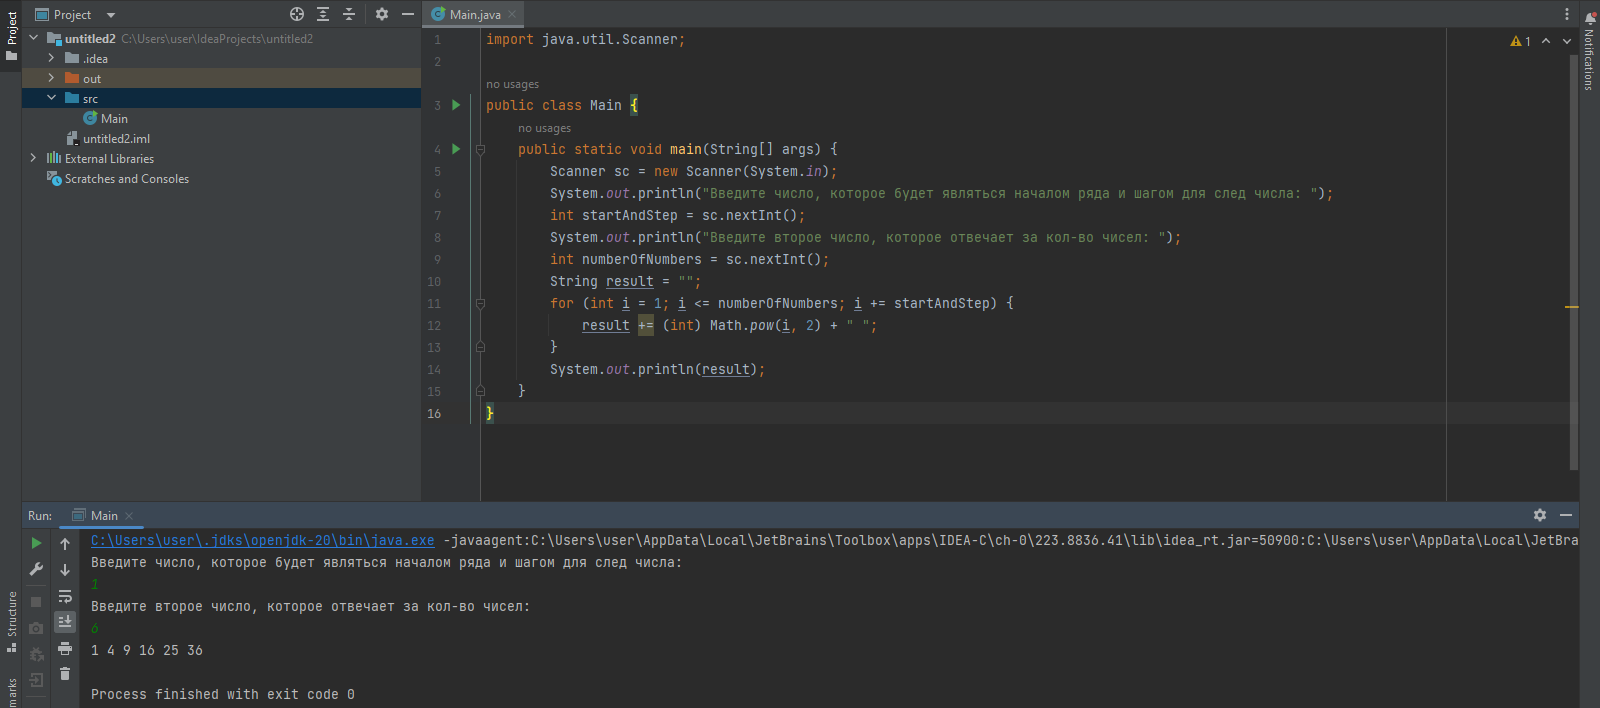 Project
Main.java
untitled2 C:\Users\user\IdeaProjects\untitled2
.idea
out
src
Main
untitled2.iml
External Libraries
Scratches and Consoles
Project
Structure
marks
Notifications
1
1 import java.util.Scanner;
2
no usages
3 public class Main {
no usages
4 public static void main(String[] args) {
5 Scanner sc = new Scanner(System.in);
6 System.out.println("Введите число, которое будет являться началом ряда и шагом для след числа: ");
7 int startAndStep = sc.nextInt();
8 System.out.println("Введите второе число, которое отвечает за кол-во чисел: ");
9 int numberOfNumbers = sc.nextInt();
10 String result = "";
11 for (int i = 1; i <= numberOfNumbers; i += startAndStep) {
12 result += (int) Math.pow(i, 2) + " ";
13 }
14 System.out.println(result);
15 }
16 }
Run: Main
C:\Users\user\.jdks\openjdk-20\bin\java.exe -javaagent:C:\Users\user\AppData\Local\JetBrains\Toolbox\apps\IDEA-C\ch-0\223.8836.41\lib\idea_rt.jar=50900:C:\Users\user\AppData\Local\JetBra
Введите число, которое будет являться началом ряда и шагом для след числа:
1
Введите второе число, которое отвечает за кол-во чисел:
6
1 4 9 16 25 36
Process finished with exit code 0